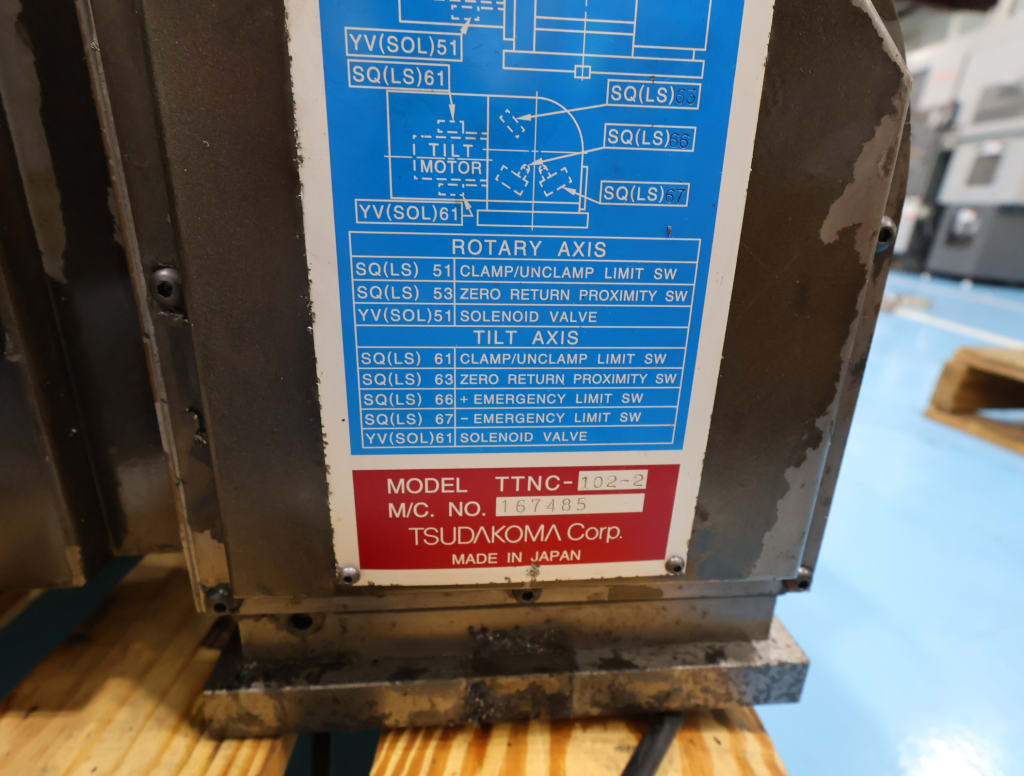 YV(SOL)51
SQ(LS)61
SQ(LS)63
SQ(LS)66
TILT
MOTOR
SQ(LS)67
YV(SOL)61
ROTARY AXIS
SQ(LS) 51 CLAMP/UNCLAMP LIMIT SW
SQ(LS) 53 ZERO RETURN PROXIMITY SW
YV(SOL)51 SOLENOID VALVE
TILT AXIS
SQ(LS) 61 CLAMP/UNCLAMP LIMIT SW
SQ(LS) 63 ZERO RETURN PROXIMITY SW
SQ(LS) 66 + EMERGENCY LIMIT SW
SQ(LS) 67 − EMERGENCY LIMIT SW
YV(SOL)61 SOLENOID VALVE
MODEL TTNC-102-2
M/C. NO. 167485
TSUDAKOMA Corp.
MADE IN JAPAN